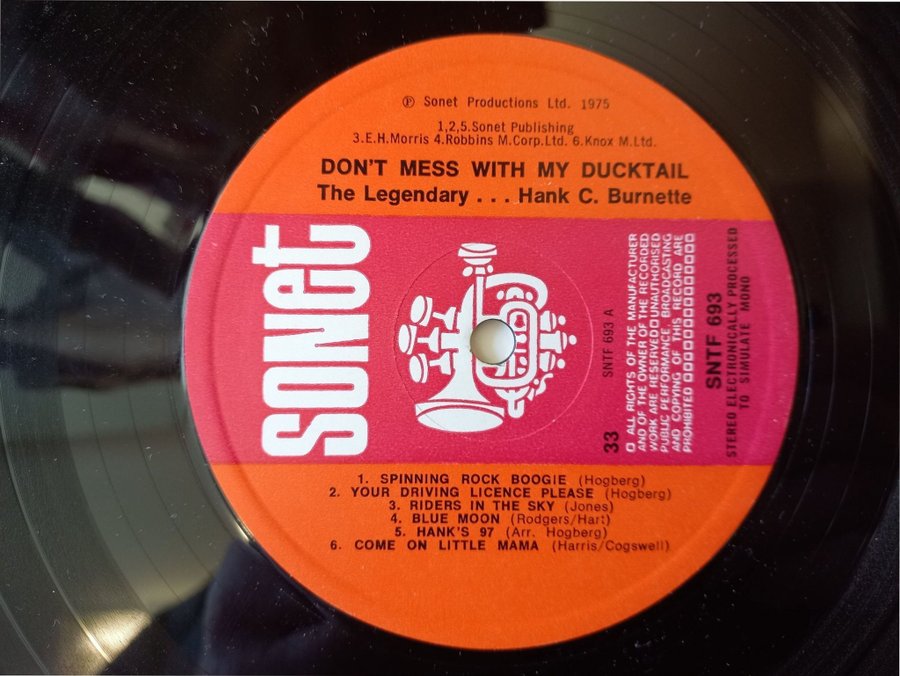 ℗ Sonet Productions Ltd. 1975
1,2,5.Sonet Publishing
3.E.H.Morris 4.Robbins M.Corp.Ltd. 6.Knox M.Ltd.
DON'T MESS WITH MY DUCKTAIL
The Legendary . . . Hank C. Burnette
sonet
SNTF 693 A
33
ALL RIGHTS OF THE MANUFACTURER
AND OF THE OWNER OF THE RECORDED
WORK ARE RESERVED UNAUTHORISED
PUBLIC PERFORMANCE BROADCASTING
AND COPYING OF THIS RECORD ARE
PROHIBITED
SNTF 693
STEREO ELECTRONICALLY PROCESSED
TO SIMULATE MONO
1. SPINNING ROCK BOOGIE (Hogberg)
2. YOUR DRIVING LICENCE PLEASE (Hogberg)
3. RIDERS IN THE SKY (Jones)
4. BLUE MOON (Rodgers/Hart)
5. HANK'S 97 (Arr. Hogberg)
6. COME ON LITTLE MAMA (Harris/Cogswell)